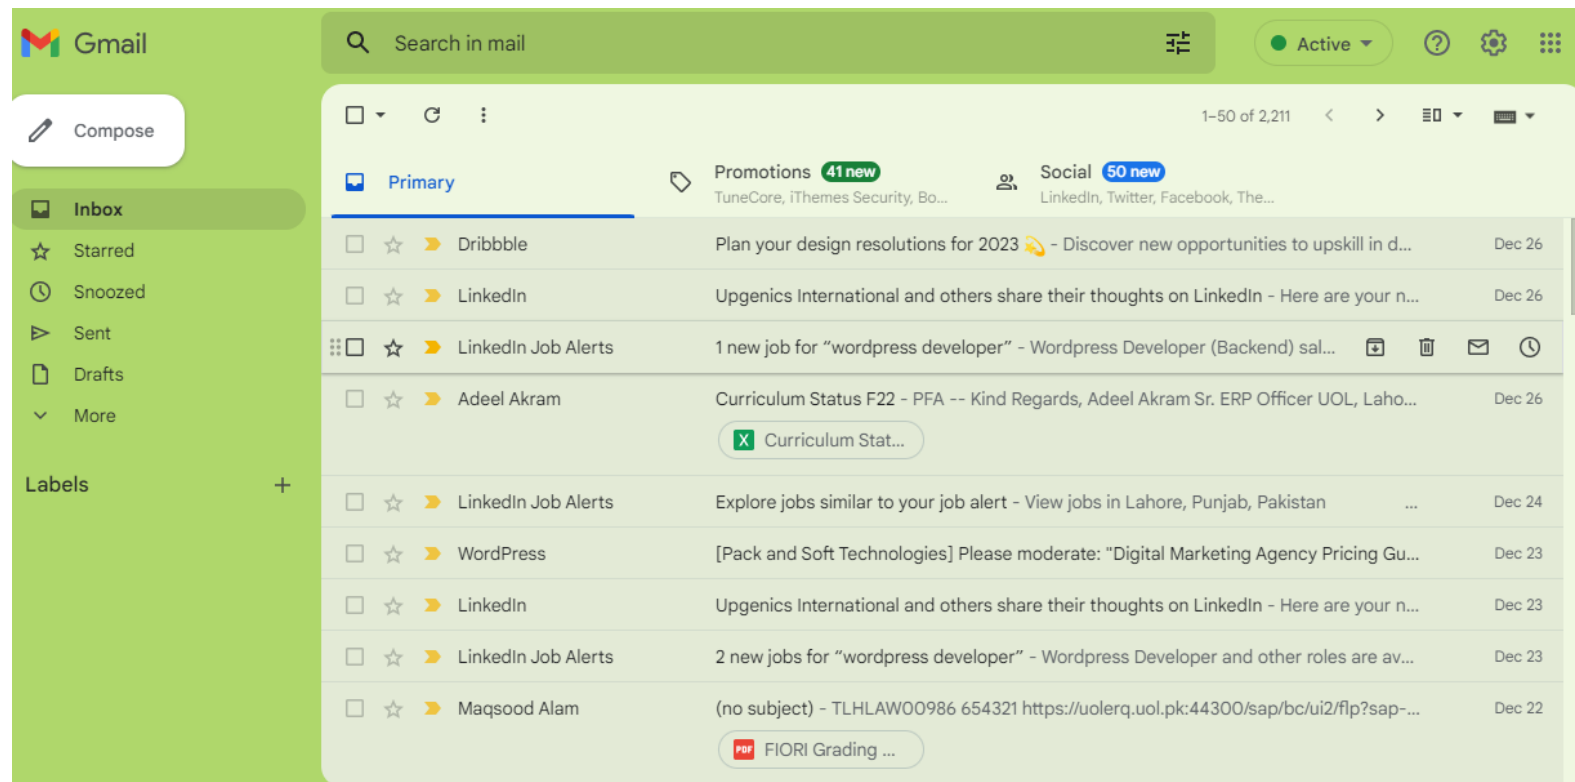 Gmail
Search in mail
Active
Compose
1–50 of 2,211
Primary
Promotions 41 new
TuneCore, iThemes Security, Bo...
Social 50 new
LinkedIn, Twitter, Facebook, The...
Inbox
Starred
Snoozed
Sent
Drafts
More
Labels
Dribbble Plan your design resolutions for 2023 💫 - Discover new opportunities to upskill in d... Dec 26
LinkedIn Upgenics International and others share their thoughts on LinkedIn - Here are your n... Dec 26
LinkedIn Job Alerts 1 new job for “wordpress developer” - Wordpress Developer (Backend) sal...
Adeel Akram Curriculum Status F22 - PFA -- Kind Regards, Adeel Akram Sr. ERP Officer UOL, Laho... Dec 26
X Curriculum Stat...
LinkedIn Job Alerts Explore jobs similar to your job alert - View jobs in Lahore, Punjab, Pakistan ... Dec 24
WordPress [Pack and Soft Technologies] Please moderate: "Digital Marketing Agency Pricing Gu... Dec 23
LinkedIn Upgenics International and others share their thoughts on LinkedIn - Here are your n... Dec 23
LinkedIn Job Alerts 2 new jobs for “wordpress developer” - Wordpress Developer and other roles are av... Dec 23
Maqsood Alam (no subject) - TLHLAW00986 654321 https://uolerq.uol.pk:44300/sap/bc/ui2/flp?sap-... Dec 22
PDF FIORI Grading ...